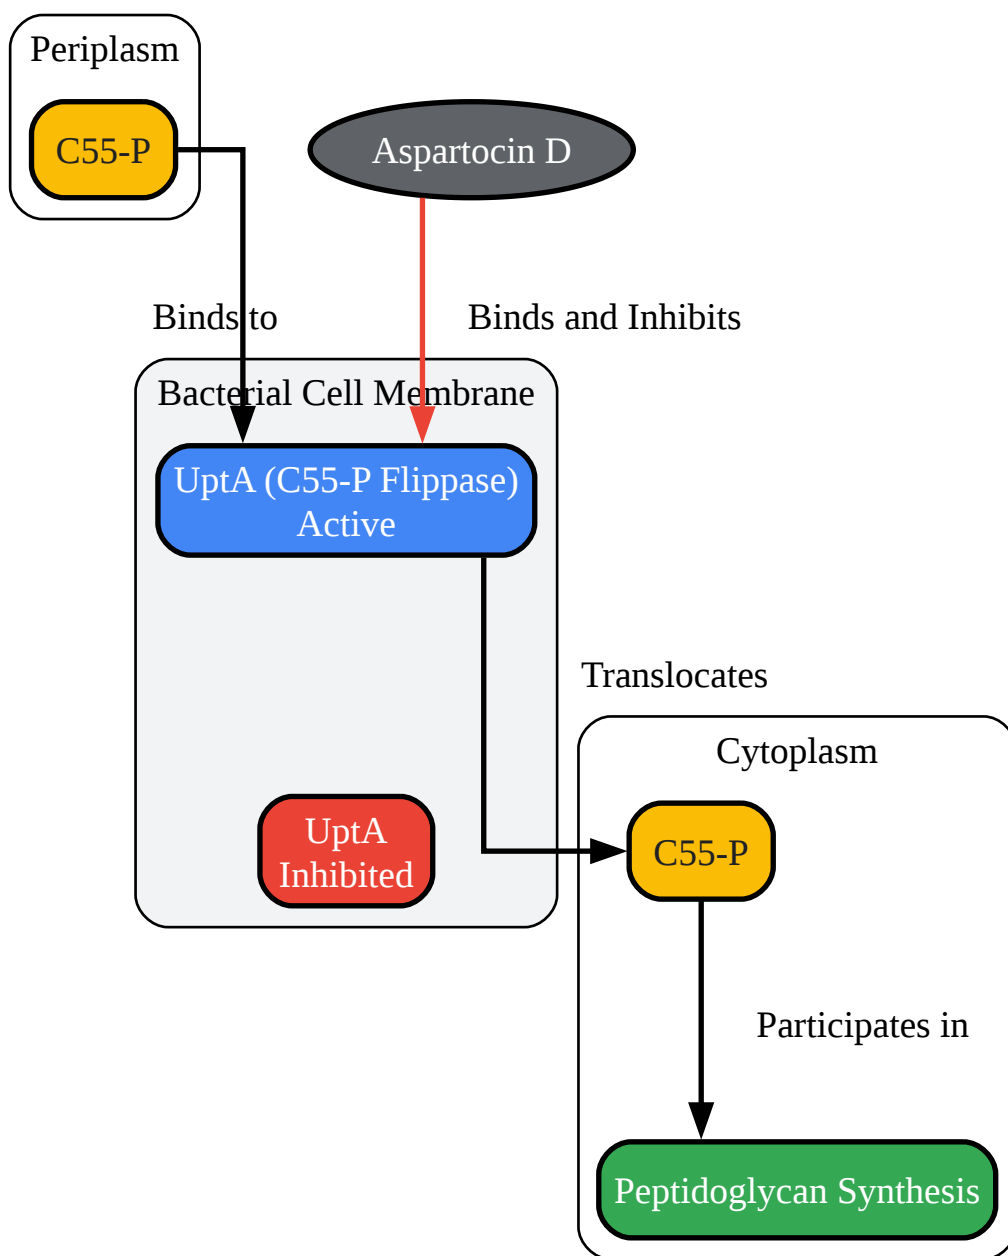 Periplasm
C55-P
Aspartocin D
Binds to
Binds and Inhibits
Bacterial Cell Membrane
UptA (C55-P Flippase)
Active
Translocates
Cytoplasm
UptA
Inhibited
C55-P
Participates in
Peptidoglycan Synthesis